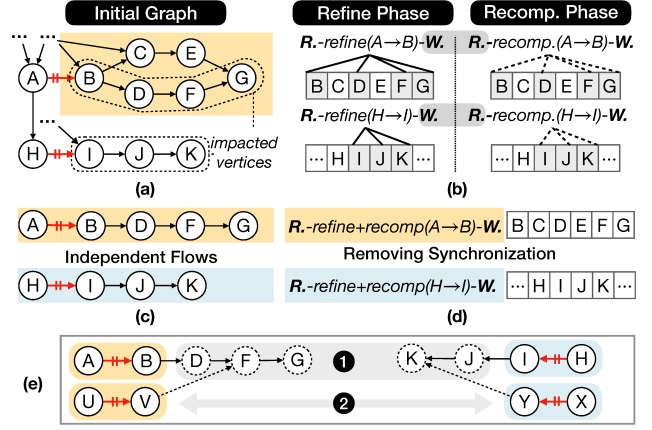 Initial Graph
Refine Phase
Recomp. Phase
...
...
...
A
B
C
E
D
F
G
H
I
J
K
impacted
vertices
(a)
R.-refine(A→B)-W.
R.-recomp.(A→B)-W.
B C D E F G
B C D E F G
R.-refine(H→I)-W.
R.-recomp.(H→I)-W.
... H I J K ...
... H I J K ...
(b)
A B D F G
Independent Flows
H I J K
(c)
R.-refine+recomp(A→B)-W. B C D E F G
Removing Synchronization
R.-refine+recomp(H→I)-W. ... H I J K ...
(d)
(e)
A B D F G 1 K J I H
U V 2 Y X